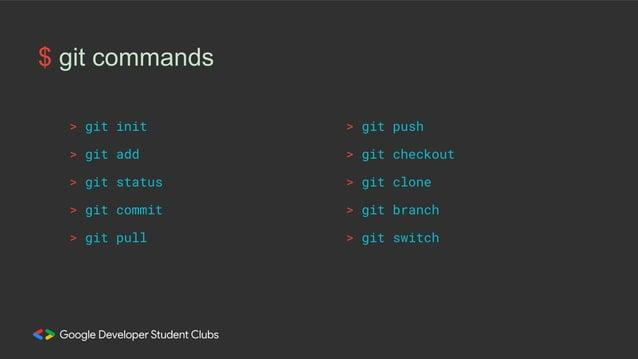 $ git commands
> git init
> git add
> git status
> git commit
> git pull
> git push
> git checkout
> git clone
> git branch
> git switch
Google Developer Student Clubs